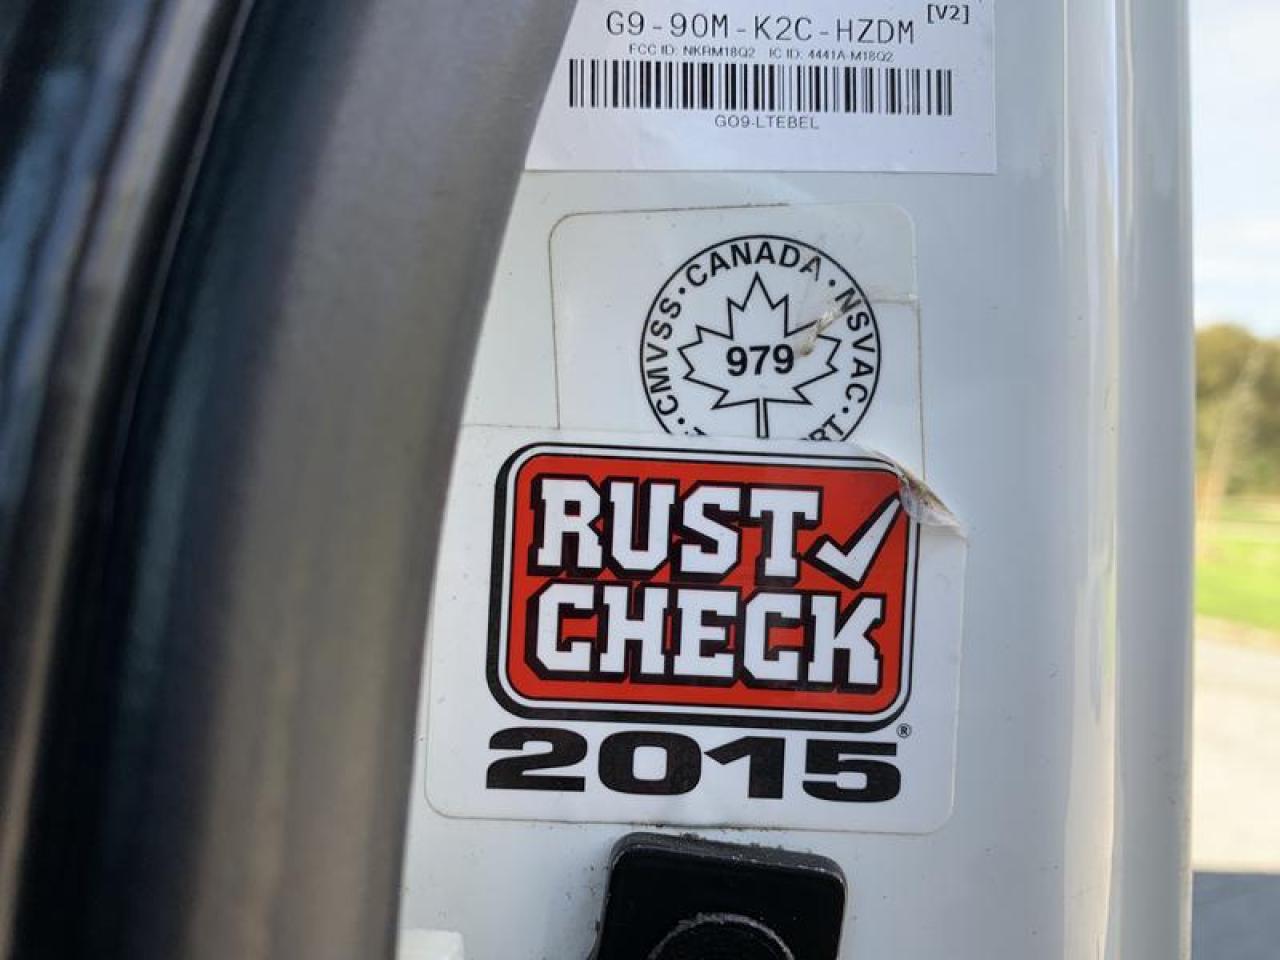 G9-90M-K2C-HZDM [V2]
FCC ID: NKRM18Q2 IC ID: 4441A-M18Q2
GO9-LTEBEL
CMVSS · CANADA · NSVAC
979
RUST
CHECK
®
2015